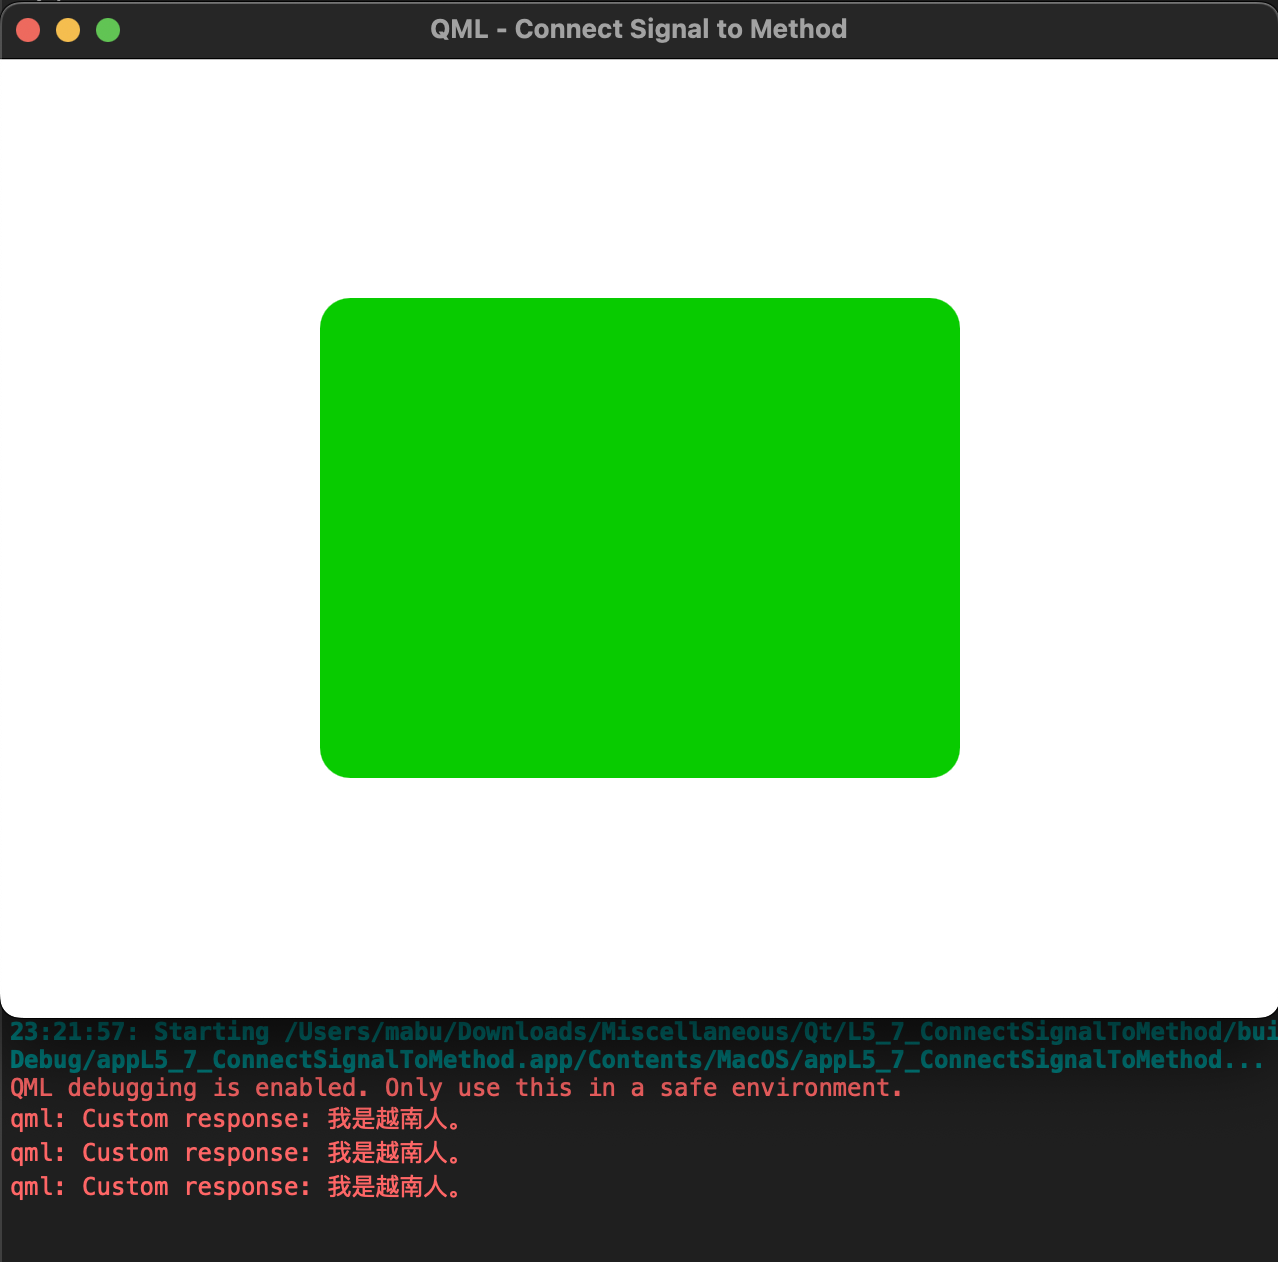 QML - Connect Signal to Method
23:21:57: Starting /Users/mabu/Downloads/Miscellaneous/Qt/L5_7_ConnectSignalToMethod/bui
Debug/appL5_7_ConnectSignalToMethod.app/Contents/MacOS/appL5_7_ConnectSignalToMethod...
QML debugging is enabled. Only use this in a safe environment.
qml: Custom response: 我是越南人。
qml: Custom response: 我是越南人。
qml: Custom response: 我是越南人。